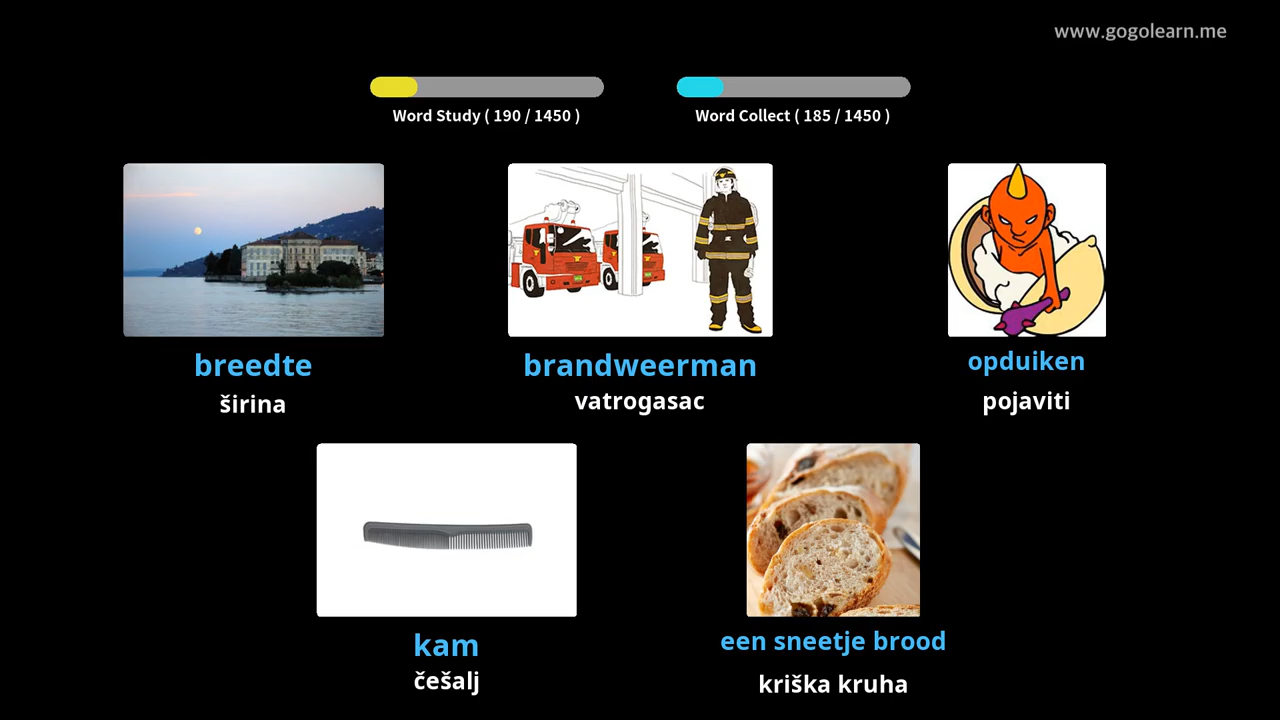 www.gogolearn.me
Word Study ( 190 / 1450 )
Word Collect ( 185 / 1450 )
breedte
širina
brandweerman
vatrogasac
opduiken
pojaviti
kam
češalj
een sneetje brood
kriška kruha